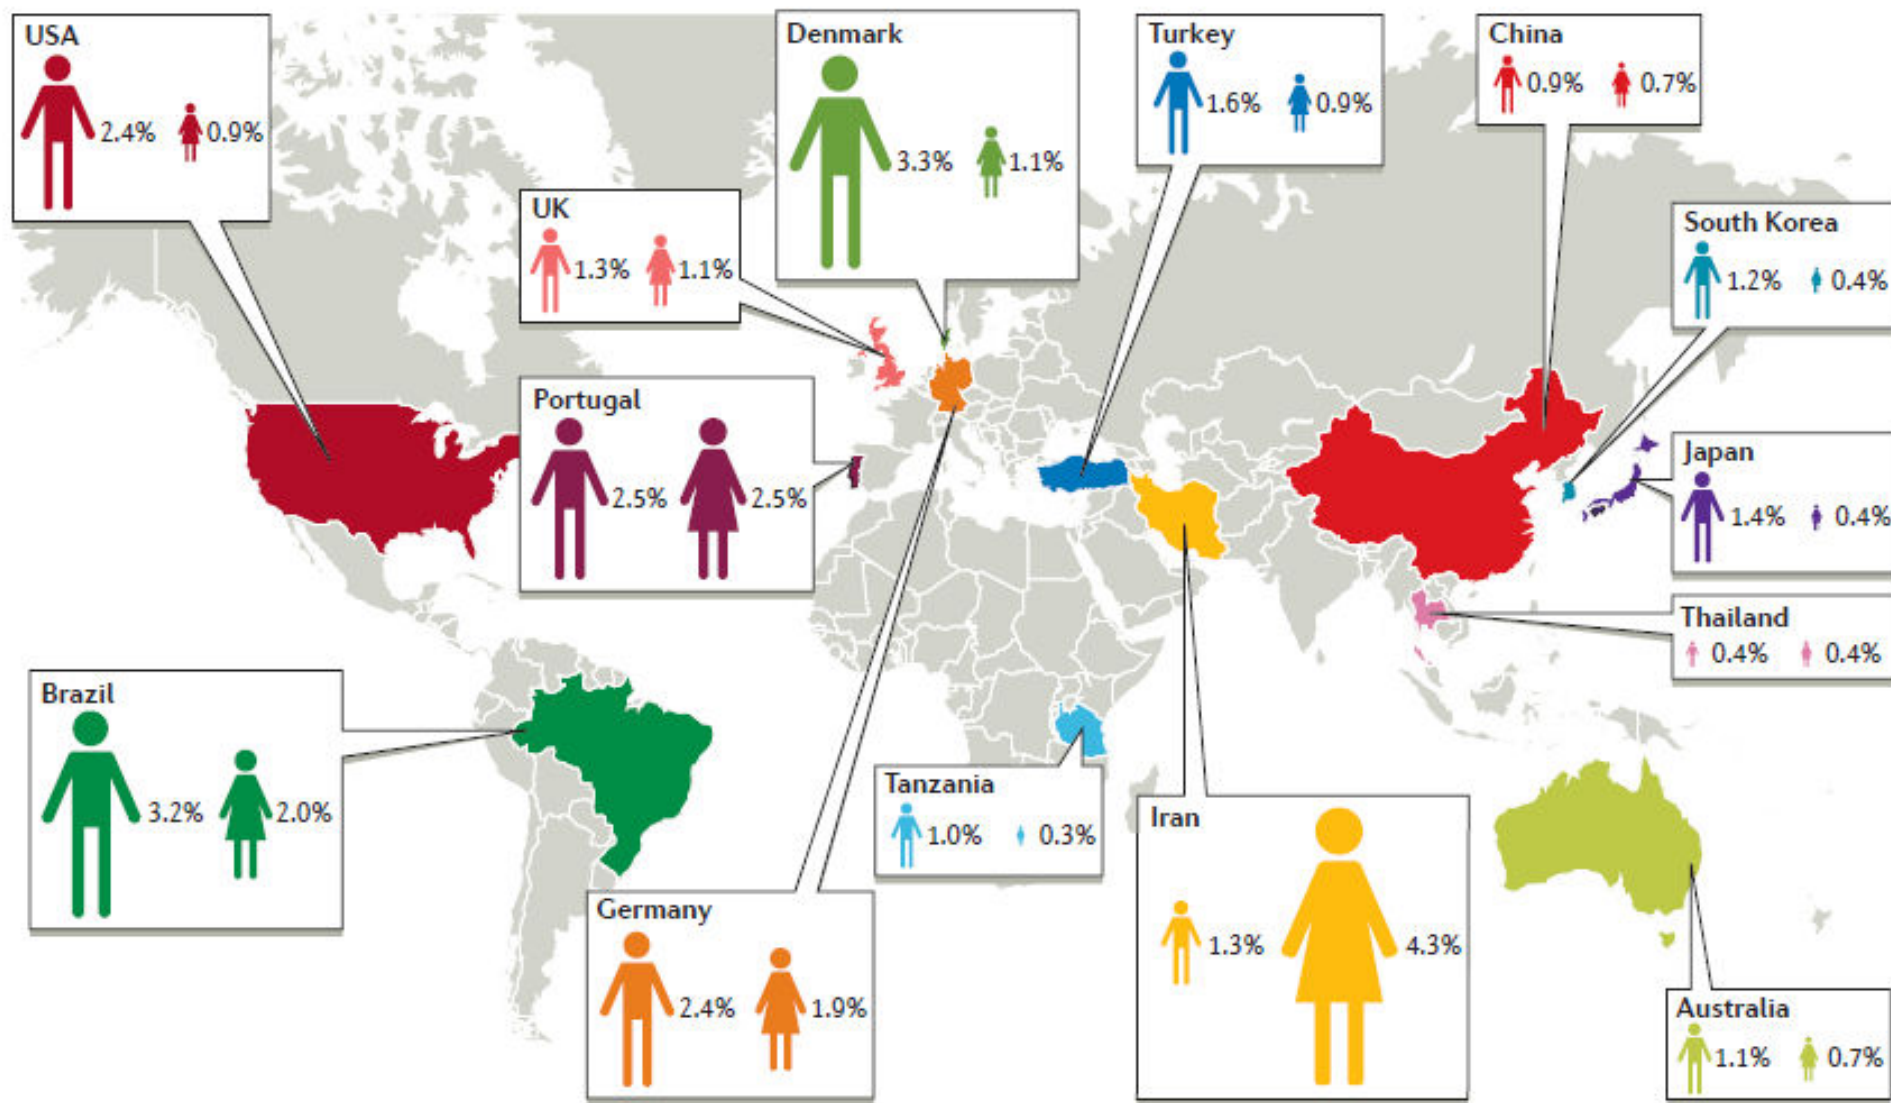 USA
2.4% 0.9%
Denmark
3.3% 1.1%
Turkey
1.6% 0.9%
China
0.9% 0.7%
UK
1.3% 1.1%
South Korea
1.2% 0.4%
Portugal
2.5% 2.5%
Japan
1.4% 0.4%
Thailand
0.4% 0.4%
Brazil
3.2% 2.0%
Tanzania
1.0% 0.3%
Iran
1.3% 4.3%
Germany
2.4% 1.9%
Australia
1.1% 0.7%